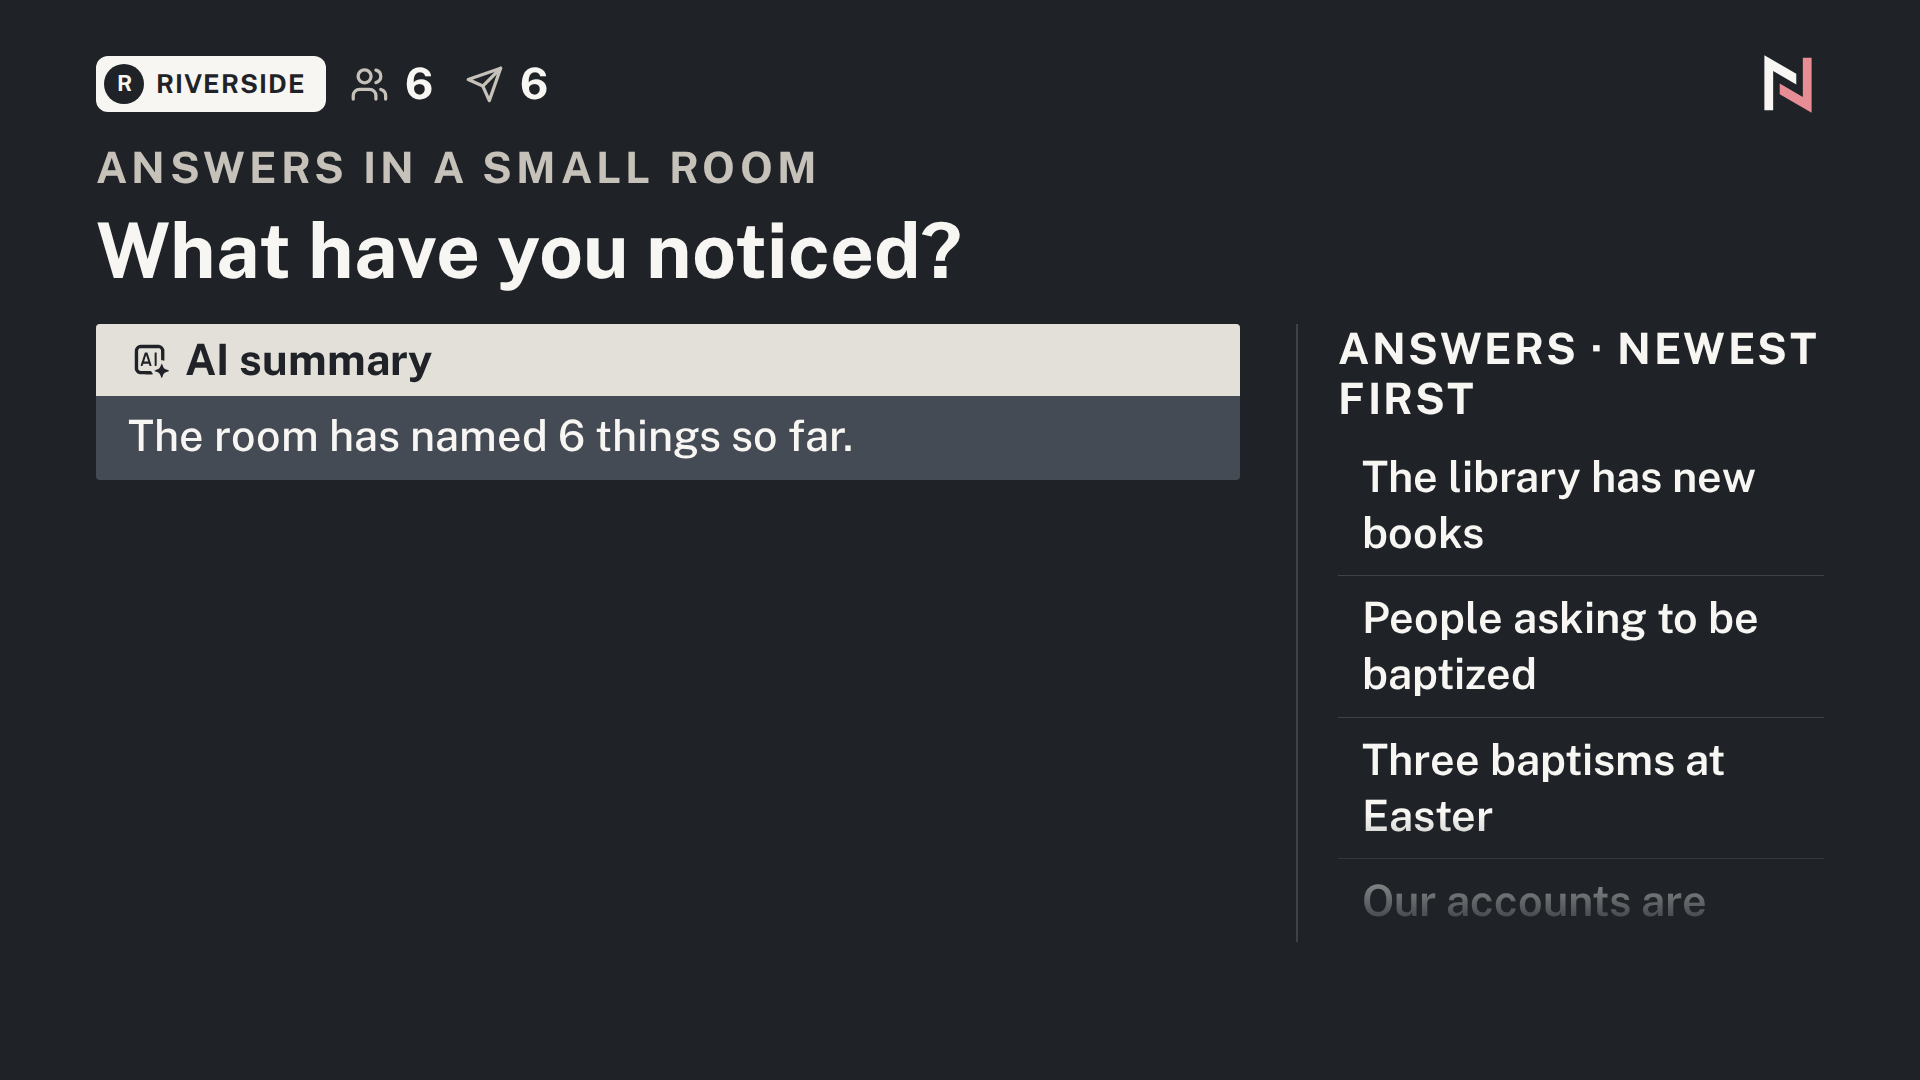 R RIVERSIDE 6 6
ANSWERS IN A SMALL ROOM
What have you noticed?
AI AI summary
The room has named 6 things so far.
ANSWERS · NEWEST
FIRST
The library has new
books
People asking to be
baptized
Three baptisms at
Easter
Our accounts are